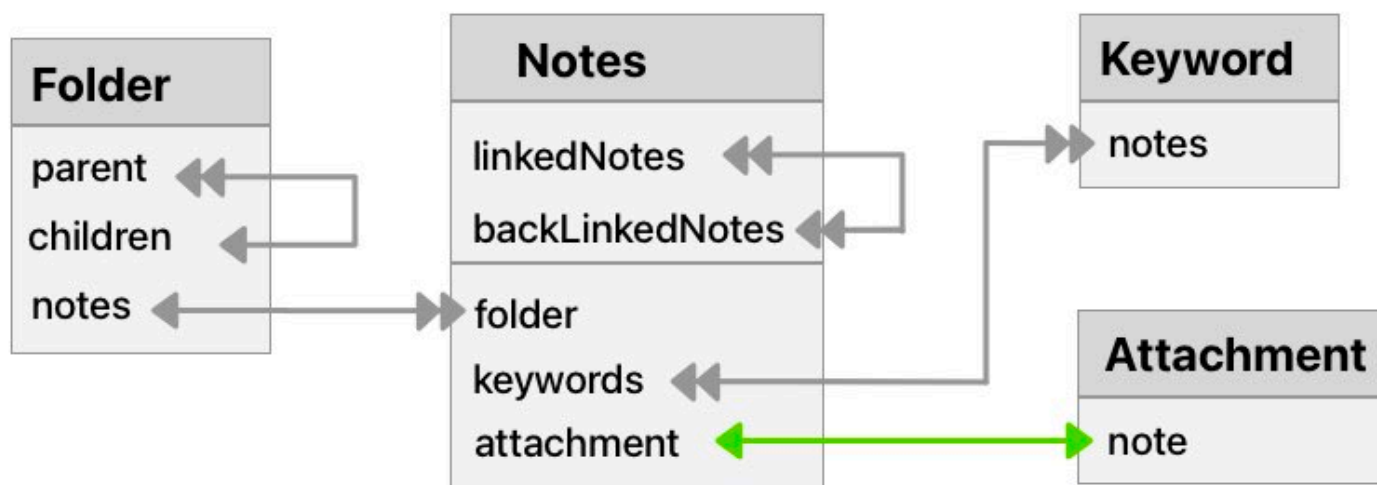 Folder
parent
children
notes
Notes
linkedNotes
backLinkedNotes
folder
keywords
attachment
Keyword
notes
Attachment
note